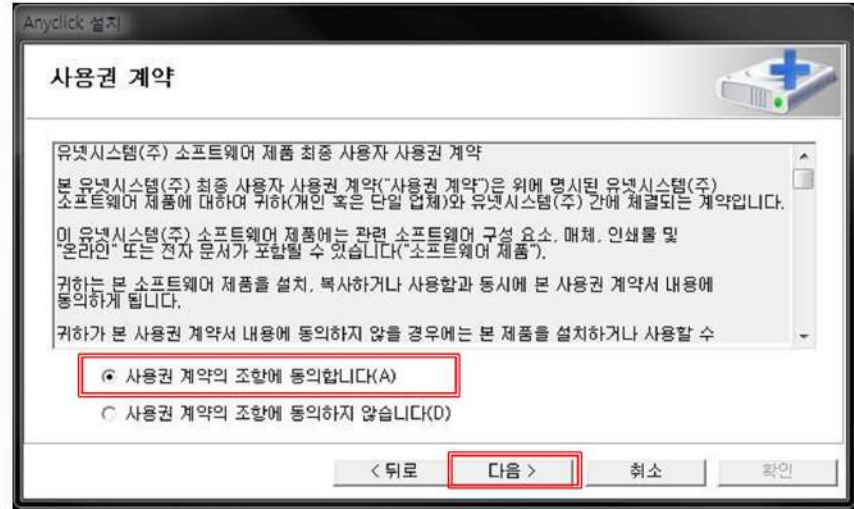 Anyclick 설치
사용권 계약
유넷시스템(주) 소프트웨어 제품 최종 사용자 사용권 계약
본 유넷시스템(주) 최종 사용자 사용권 계약("사용권 계약")은 위에 명시된 유넷시스템(주)
소프트웨어 제품에 대하여 귀하(개인 혹은 단일 업체)와 유넷시스템(주) 간에 체결되는 계약입니다.
이 유넷시스템(주) 소프트웨어 제품에는 관련 소프트웨어 구성 요소, 매체, 인쇄물 및
"온라인" 또는 전자 문서가 포함될 수 있습니다("소프트웨어 제품").
귀하는 본 소프트웨어 제품을 설치, 복사하거나 사용함과 동시에 본 사용권 계약서 내용에
동의하게 됩니다.
귀하가 본 사용권 계약서 내용에 동의하지 않을 경우에는 본 제품을 설치하거나 사용할 수
사용권 계약의 조항에 동의합니다(A)
사용권 계약의 조항에 동의하지 않습니다(D)
< 뒤로 다음 > 취소 확인